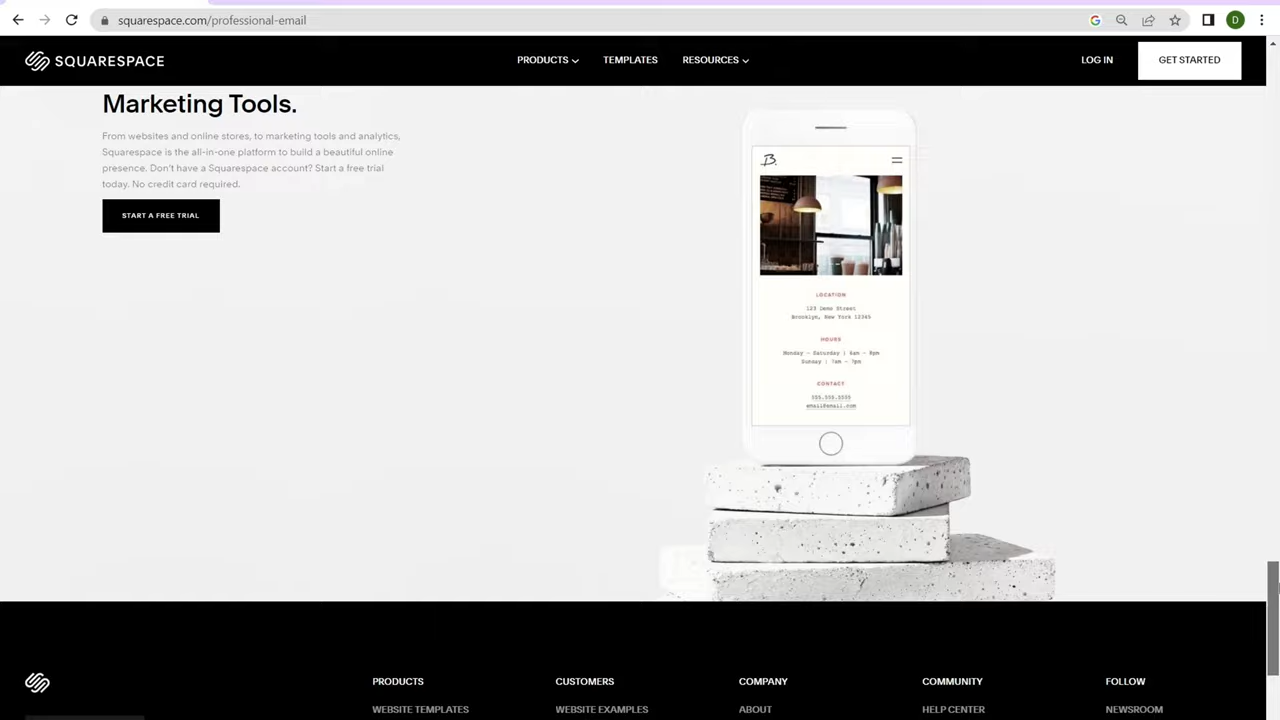 squarespace.com/professional-email
D
SQUARESPACE
PRODUCTS
TEMPLATES
RESOURCES
LOG IN
GET STARTED
Marketing Tools.
From websites and online stores, to marketing tools and analytics,
Squarespace is the all-in-one platform to build a beautiful online
presence. Don't have a Squarespace account? Start a free trial
today. No credit card required.
START A FREE TRIAL
B.
LOCATION
123 Demo Street
Brooklyn, New York 12345
HOURS
Monday – Saturday | 6am – 8pm
Sunday | 7am – 7pm
CONTACT
555.555.5555
email@email.com
PRODUCTS
CUSTOMERS
COMPANY
COMMUNITY
FOLLOW
WEBSITE TEMPLATES
WEBSITE EXAMPLES
ABOUT
HELP CENTER
NEWSROOM